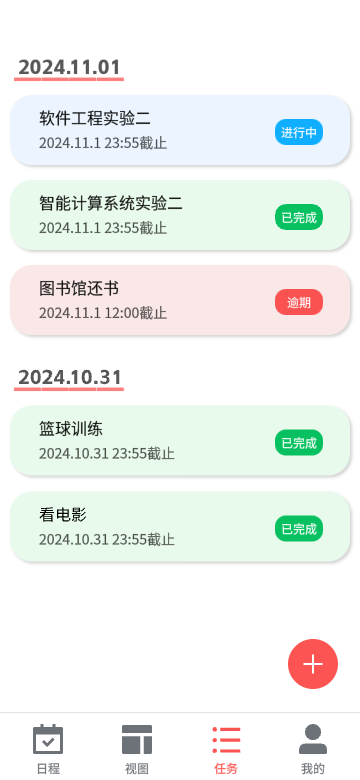 2024.11.01
软件工程实验二
2024.11.1 23:55截止
进行中
智能计算系统实验二
2024.11.1 23:55截止
已完成
图书馆还书
2024.11.1 12:00截止
逾期
2024.10.31
篮球训练
2024.10.31 23:55截止
已完成
看电影
2024.10.31 23:55截止
已完成
日程
视图
任务
我的